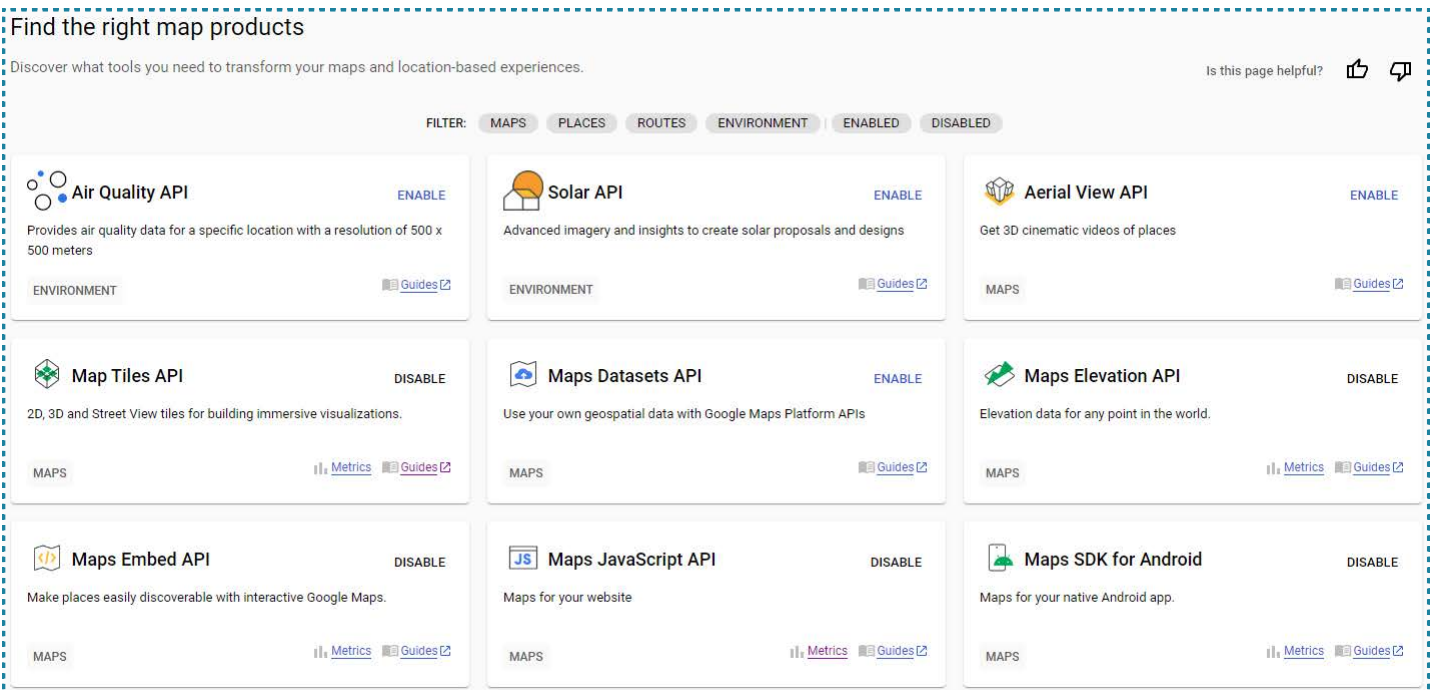 Find the right map products
Discover what tools you need to transform your maps and location-based experiences.
Is this page helpful?
FILTER: MAPS PLACES ROUTES ENVIRONMENT ENABLED DISABLED
Air Quality API
ENABLE
Provides air quality data for a specific location with a resolution of 500 x
500 meters
ENVIRONMENT
Guides
Solar API
ENABLE
Advanced imagery and insights to create solar proposals and designs
ENVIRONMENT
Guides
Aerial View API
ENABLE
Get 3D cinematic videos of places
MAPS
Guides
Map Tiles API
DISABLE
2D, 3D and Street View tiles for building immersive visualizations.
MAPS
Metrics Guides
Maps Datasets API
ENABLE
Use your own geospatial data with Google Maps Platform APIs
MAPS
Guides
Maps Elevation API
DISABLE
Elevation data for any point in the world.
MAPS
Metrics Guides
Maps Embed API
DISABLE
Make places easily discoverable with interactive Google Maps.
MAPS
Metrics Guides
JS Maps JavaScript API
DISABLE
Maps for your website
MAPS
Metrics Guides
Maps SDK for Android
DISABLE
Maps for your native Android app.
MAPS
Metrics Guides